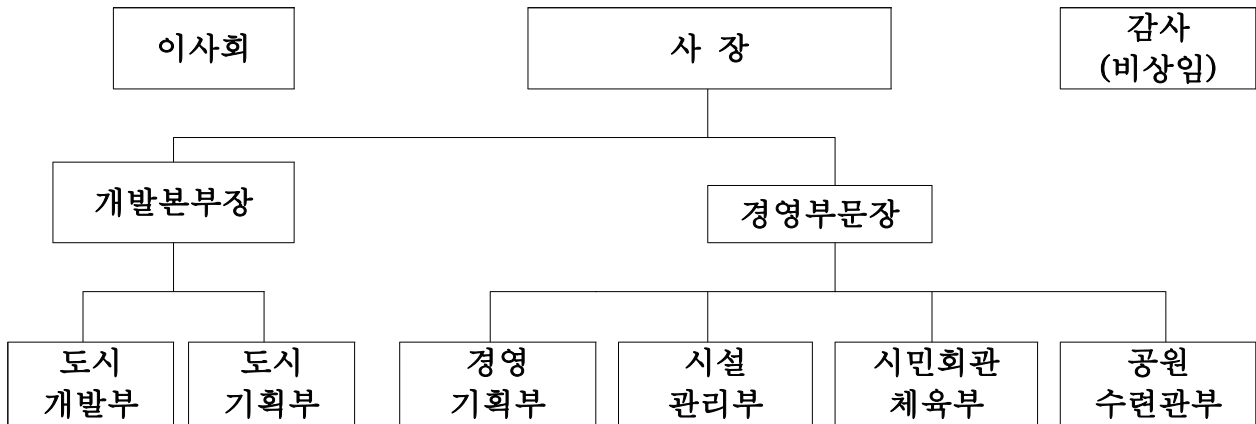 이사회
사 장
감사
(비상임)
개발본부장
경영부문장
도시
개발부
도시
기획부
경영
기획부
시설
관리부
시민회관
체육부
공원
수련관부